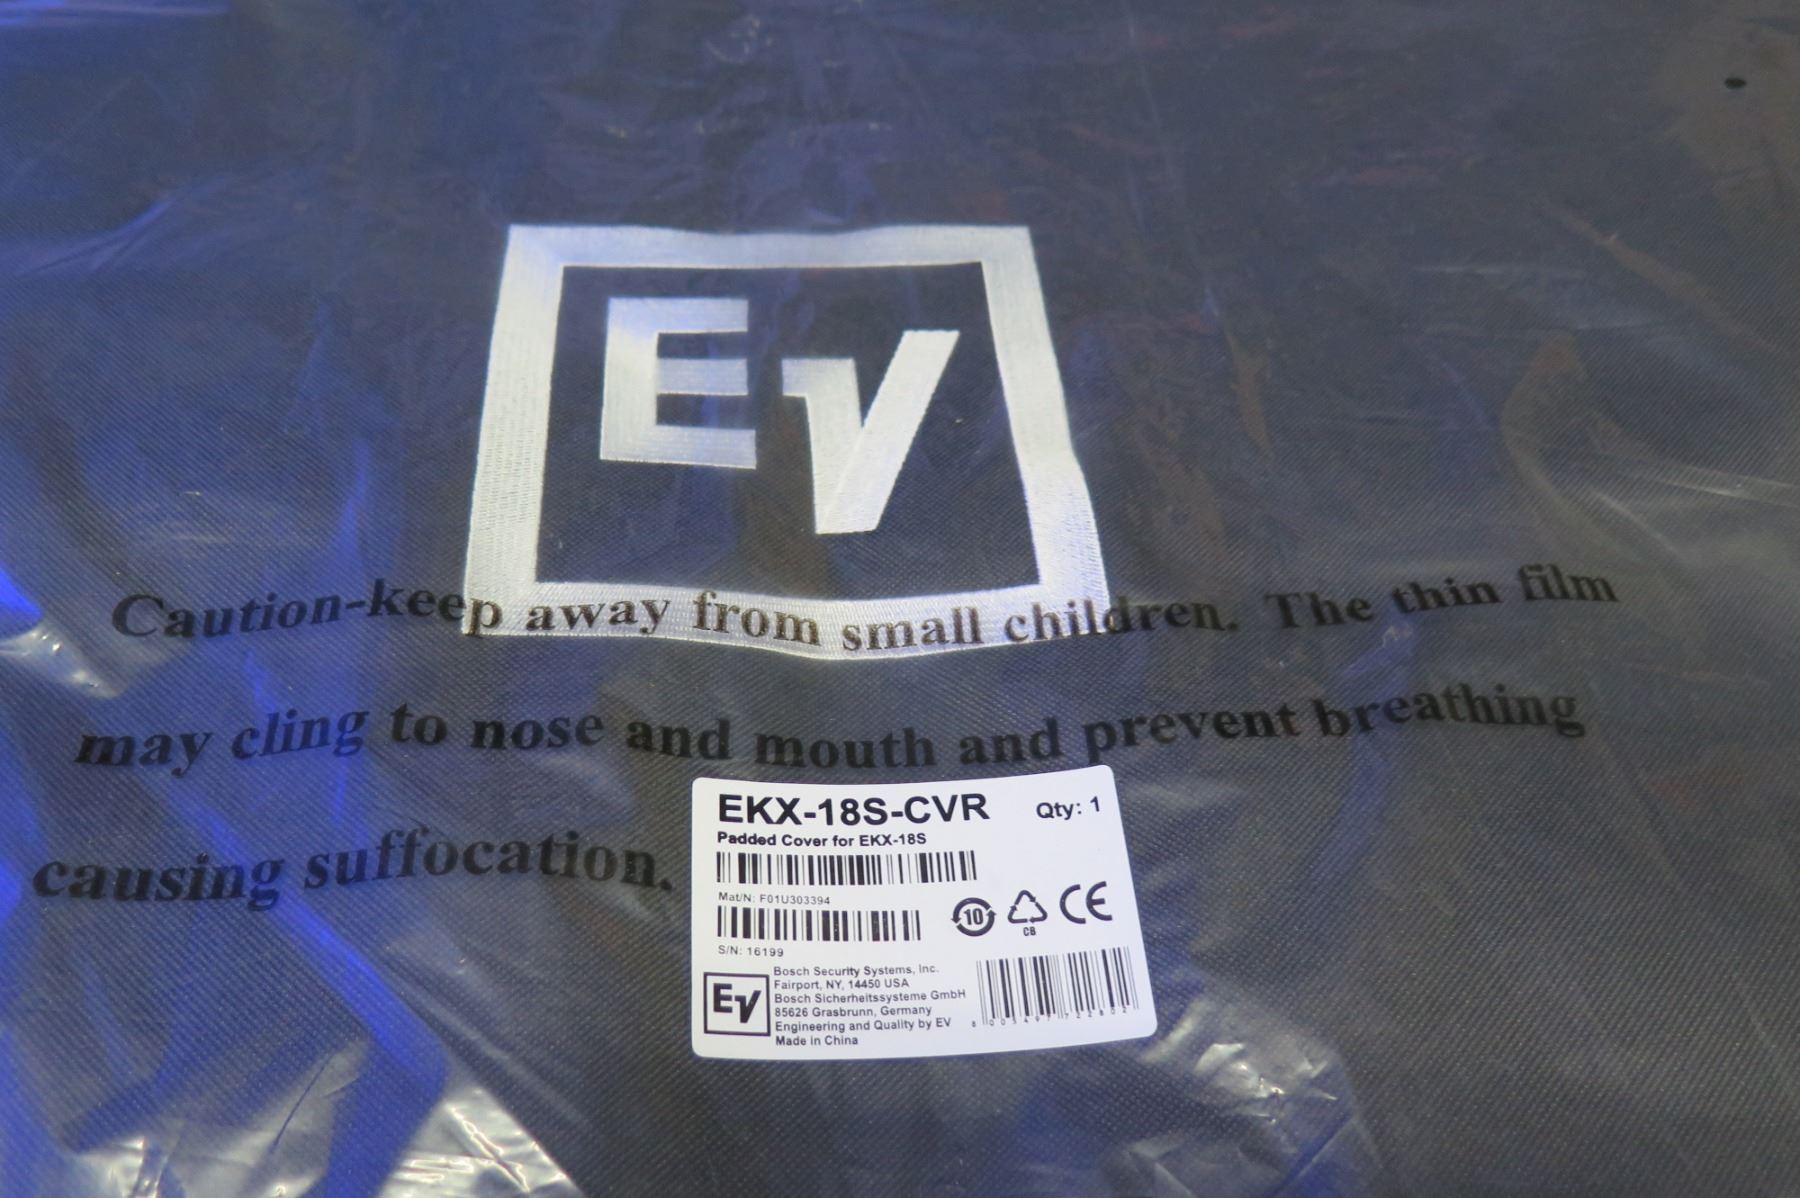 EV
Caution-keep away from small children. The thin film
may cling to nose and mouth and prevent breathing
causing suffocation.
EKX-18S-CVR Qty: 1
Padded Cover for EKX-18S
Mat/N: F01U303394
S/N: 16199
10
CB
CE
EV
Bosch Security Systems, Inc.
Fairport, NY, 14450 USA
Bosch Sicherheitssysteme GmbH
85626 Grasbrunn, Germany
Engineering and Quality by EV
Made in China
8 00549 722802